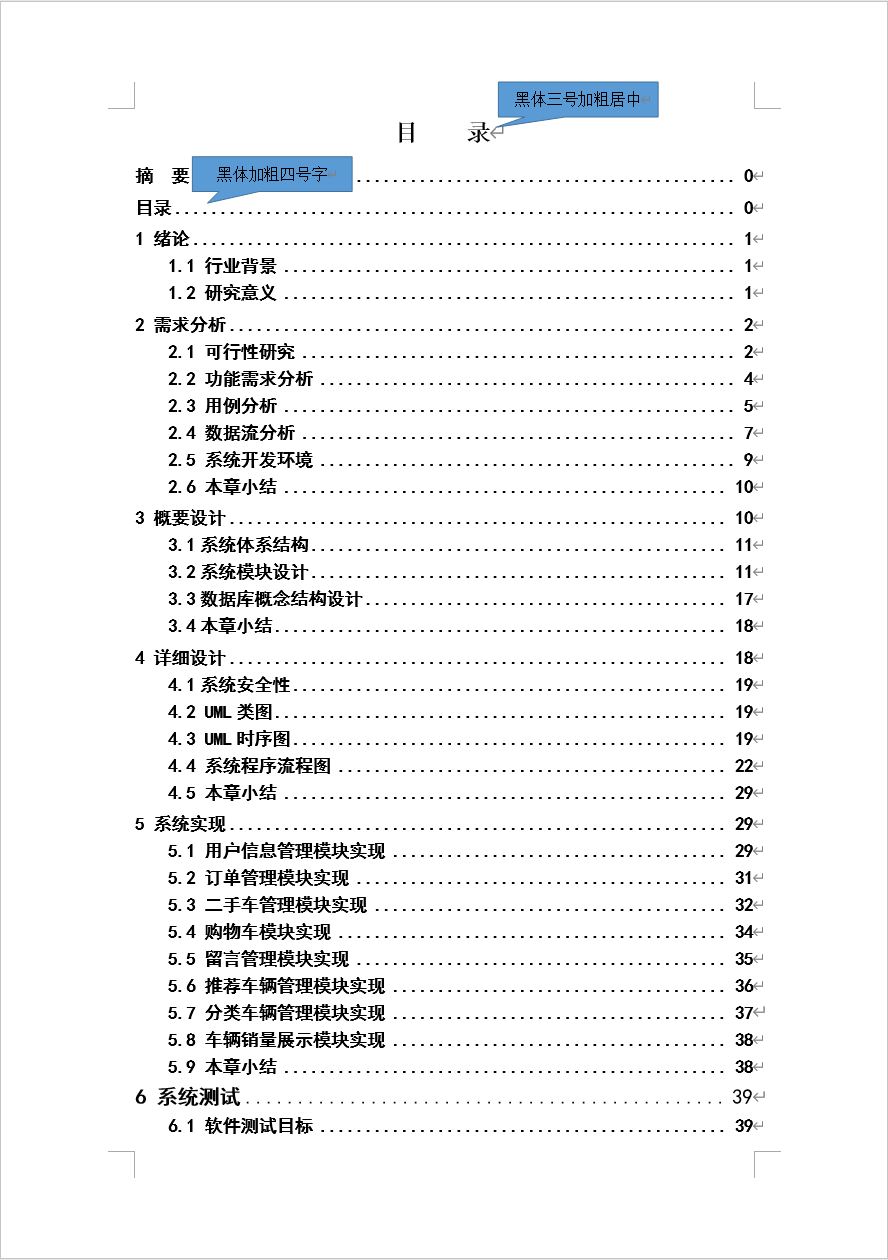 黑体三号加粗居中
目 录
摘 要 黑体加粗四号字 ........................................ 0
目录........................................ 0
1 绪论........................................ 1
1.1 行业背景 ........................................ 1
1.2 研究意义 ........................................ 1
2 需求分析........................................ 2
2.1 可行性研究 ........................................ 2
2.2 功能需求分析 ........................................ 4
2.3 用例分析 ........................................ 5
2.4 数据流分析 ........................................ 7
2.5 系统开发环境 ........................................ 9
2.6 本章小结 ........................................ 10
3 概要设计........................................ 10
3.1系统体系结构........................................ 11
3.2系统模块设计........................................ 11
3.3数据库概念结构设计........................................ 17
3.4本章小结........................................ 18
4 详细设计........................................ 18
4.1系统安全性........................................ 19
4.2 UML类图........................................ 19
4.3 UML时序图........................................ 19
4.4 系统程序流程图 ........................................ 22
4.5 本章小结 ........................................ 29
5 系统实现........................................ 29
5.1 用户信息管理模块实现 ........................................ 29
5.2 订单管理模块实现 ........................................ 31
5.3 二手车管理模块实现 ........................................ 32
5.4 购物车模块实现 ........................................ 34
5.5 留言管理模块实现 ........................................ 35
5.6 推荐车辆管理模块实现 ........................................ 36
5.7 分类车辆管理模块实现 ........................................ 37
5.8 车辆销量展示模块实现 ........................................ 38
5.9 本章小结 ........................................ 38
6 系统测试........................................ 39
6.1 软件测试目标 ........................................ 39